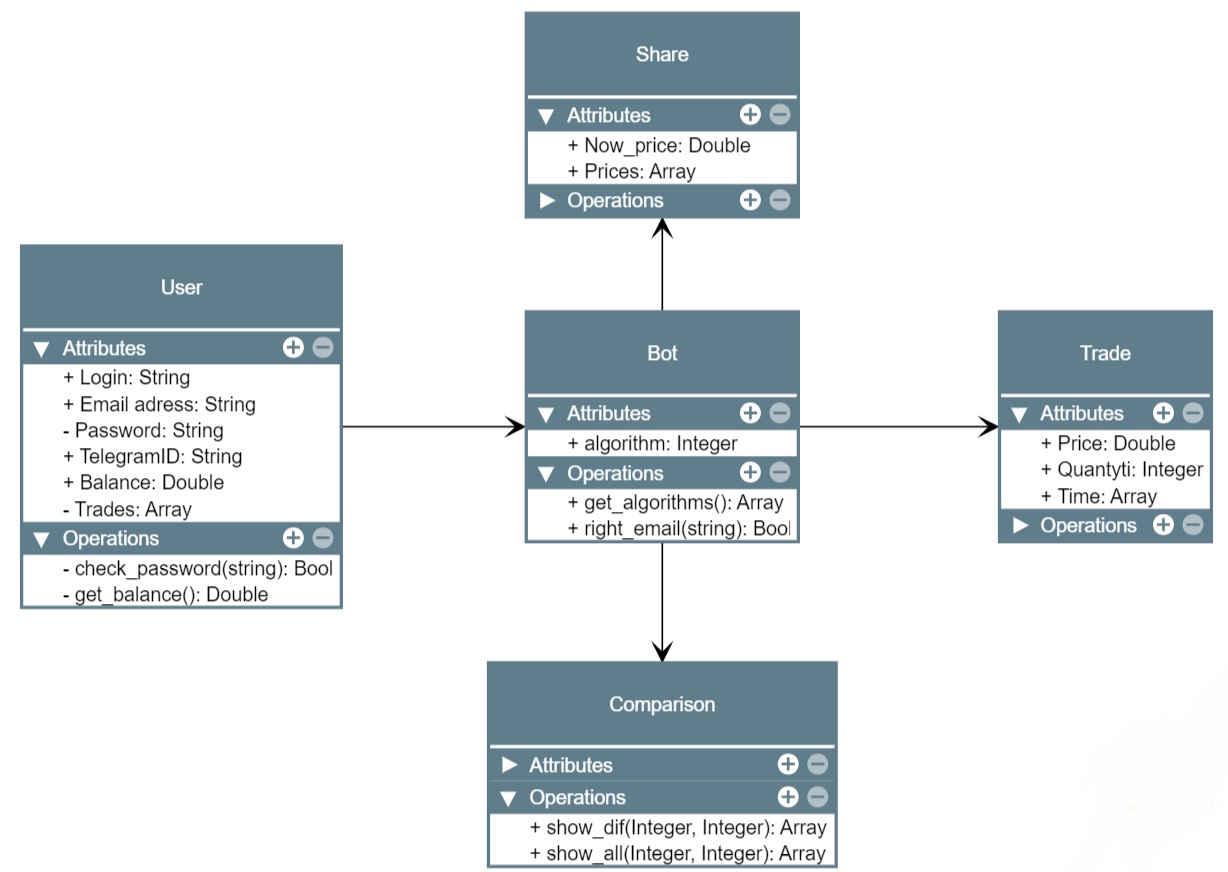 Share
Attributes
+ Now_price: Double
+ Prices: Array
Operations
User
Attributes
+ Login: String
+ Email adress: String
- Password: String
+ TelegramID: String
+ Balance: Double
- Trades: Array
Operations
- check_password(string): Bool
- get_balance(): Double
Bot
Attributes
+ algorithm: Integer
Operations
+ get_algorithms(): Array
+ right_email(string): Bool
Trade
Attributes
+ Price: Double
+ Quantyti: Integer
+ Time: Array
Operations
Comparison
Attributes
Operations
+ show_dif(Integer, Integer): Array
+ show_all(Integer, Integer): Array